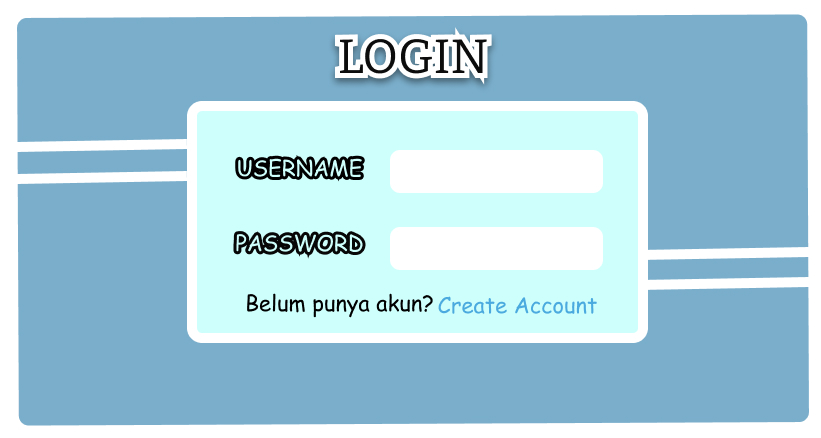 LOGIN
USERNAME
PASSWORD
Belum punya akun? Create Account